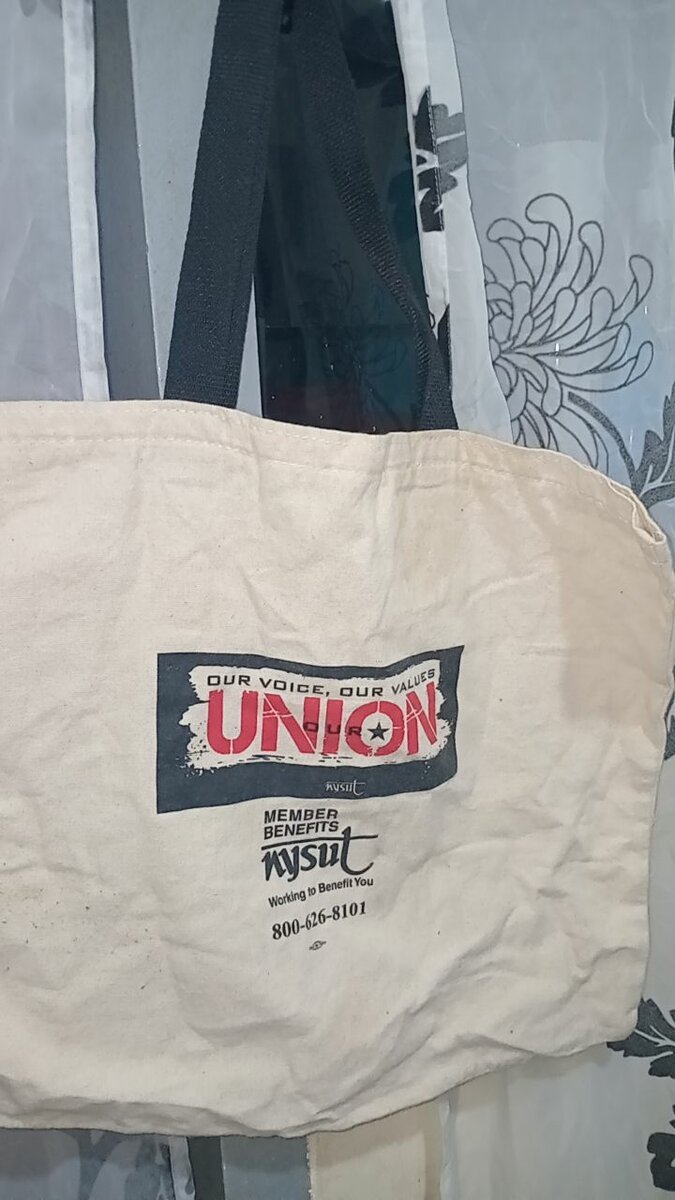 OUR VOICE, OUR VALUES
OUR
UNION
nysut
MEMBER
BENEFITS
nysut
Working to Benefit You
800-626-8101